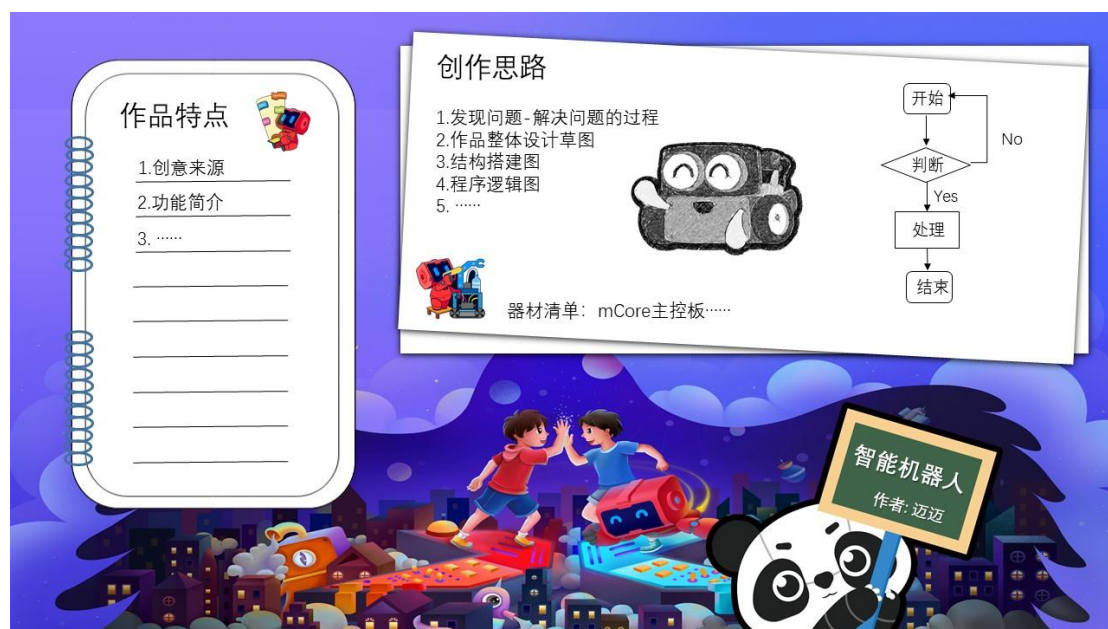 作品特点
1.创意来源
2.功能简介
3. ······
创作思路
1.发现问题-解决问题的过程
2.作品整体设计草图
3.结构搭建图
4.程序逻辑图
5. ······
器材清单：mCore主控板······
开始
No
判断
Yes
处理
结束
智能机器人
作者: 迈迈